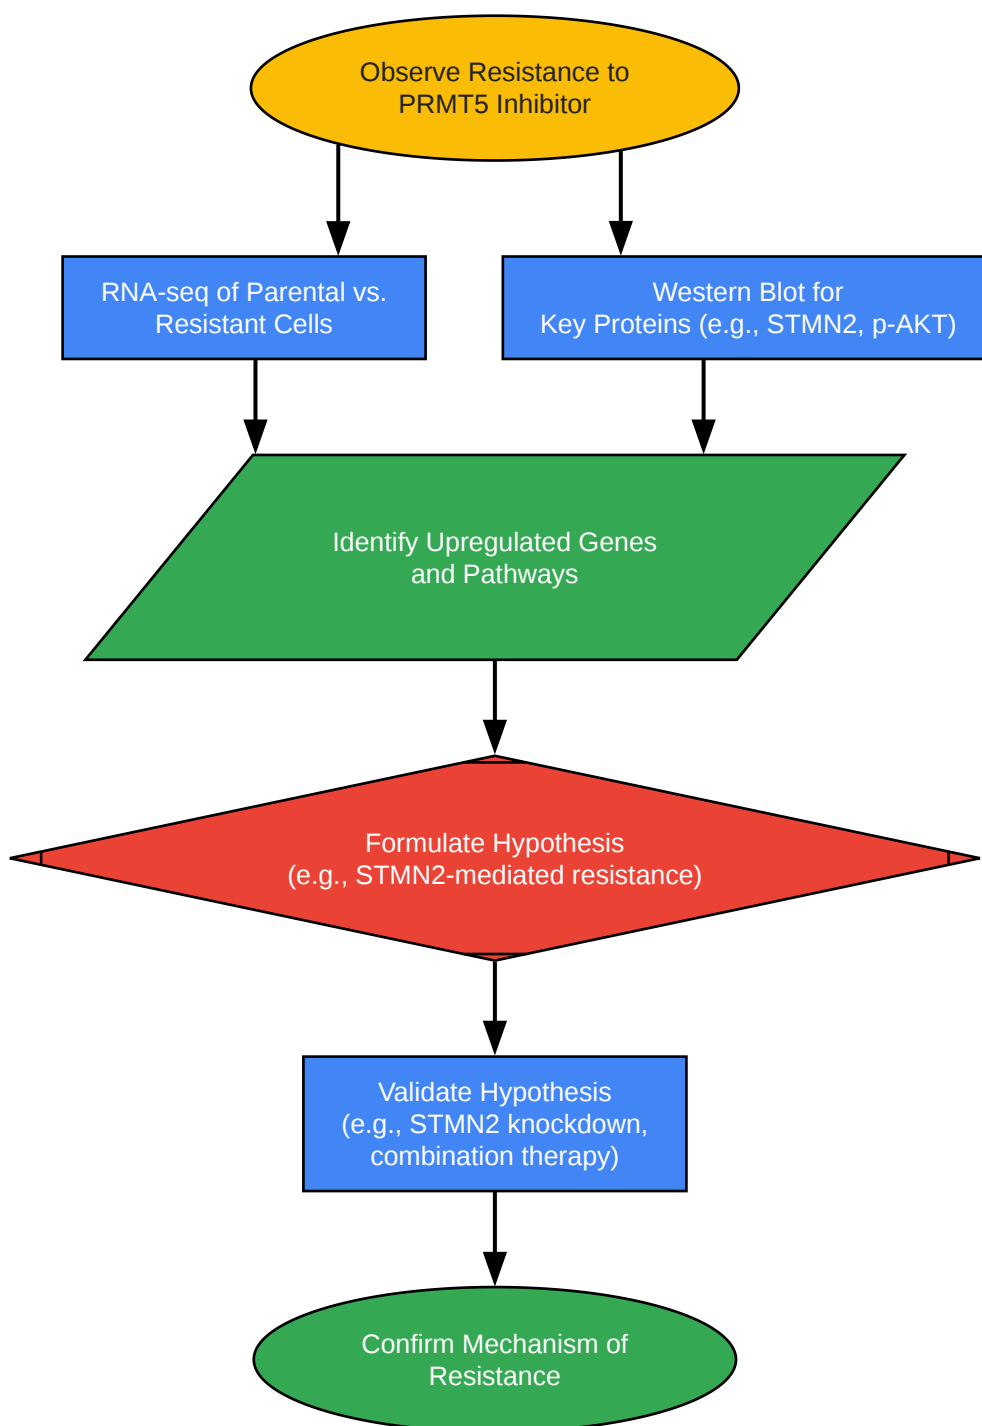 Observe Resistance to
PRMT5 Inhibitor
RNA-seq of Parental vs.
Resistant Cells
Western Blot for
Key Proteins (e.g., STMN2, p-AKT)
Identify Upregulated Genes
and Pathways
Formulate Hypothesis
(e.g., STMN2-mediated resistance)
Validate Hypothesis
(e.g., STMN2 knockdown,
combination therapy)
Confirm Mechanism of
Resistance